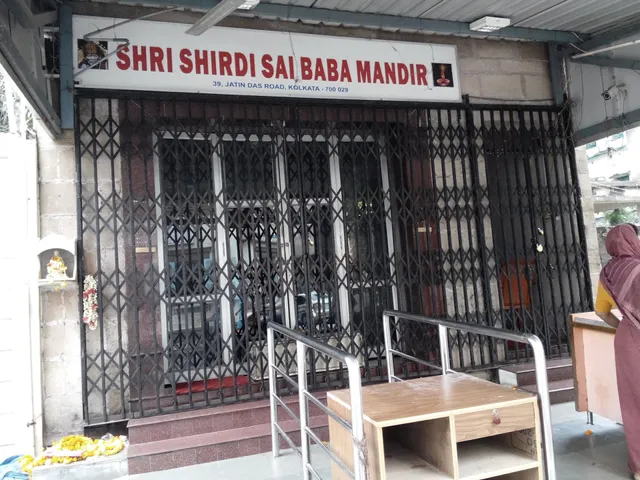 SHRI SHIRDI SAI BABA MANDIR
39, JATIN DAS ROAD, KOLKATA - 700 029